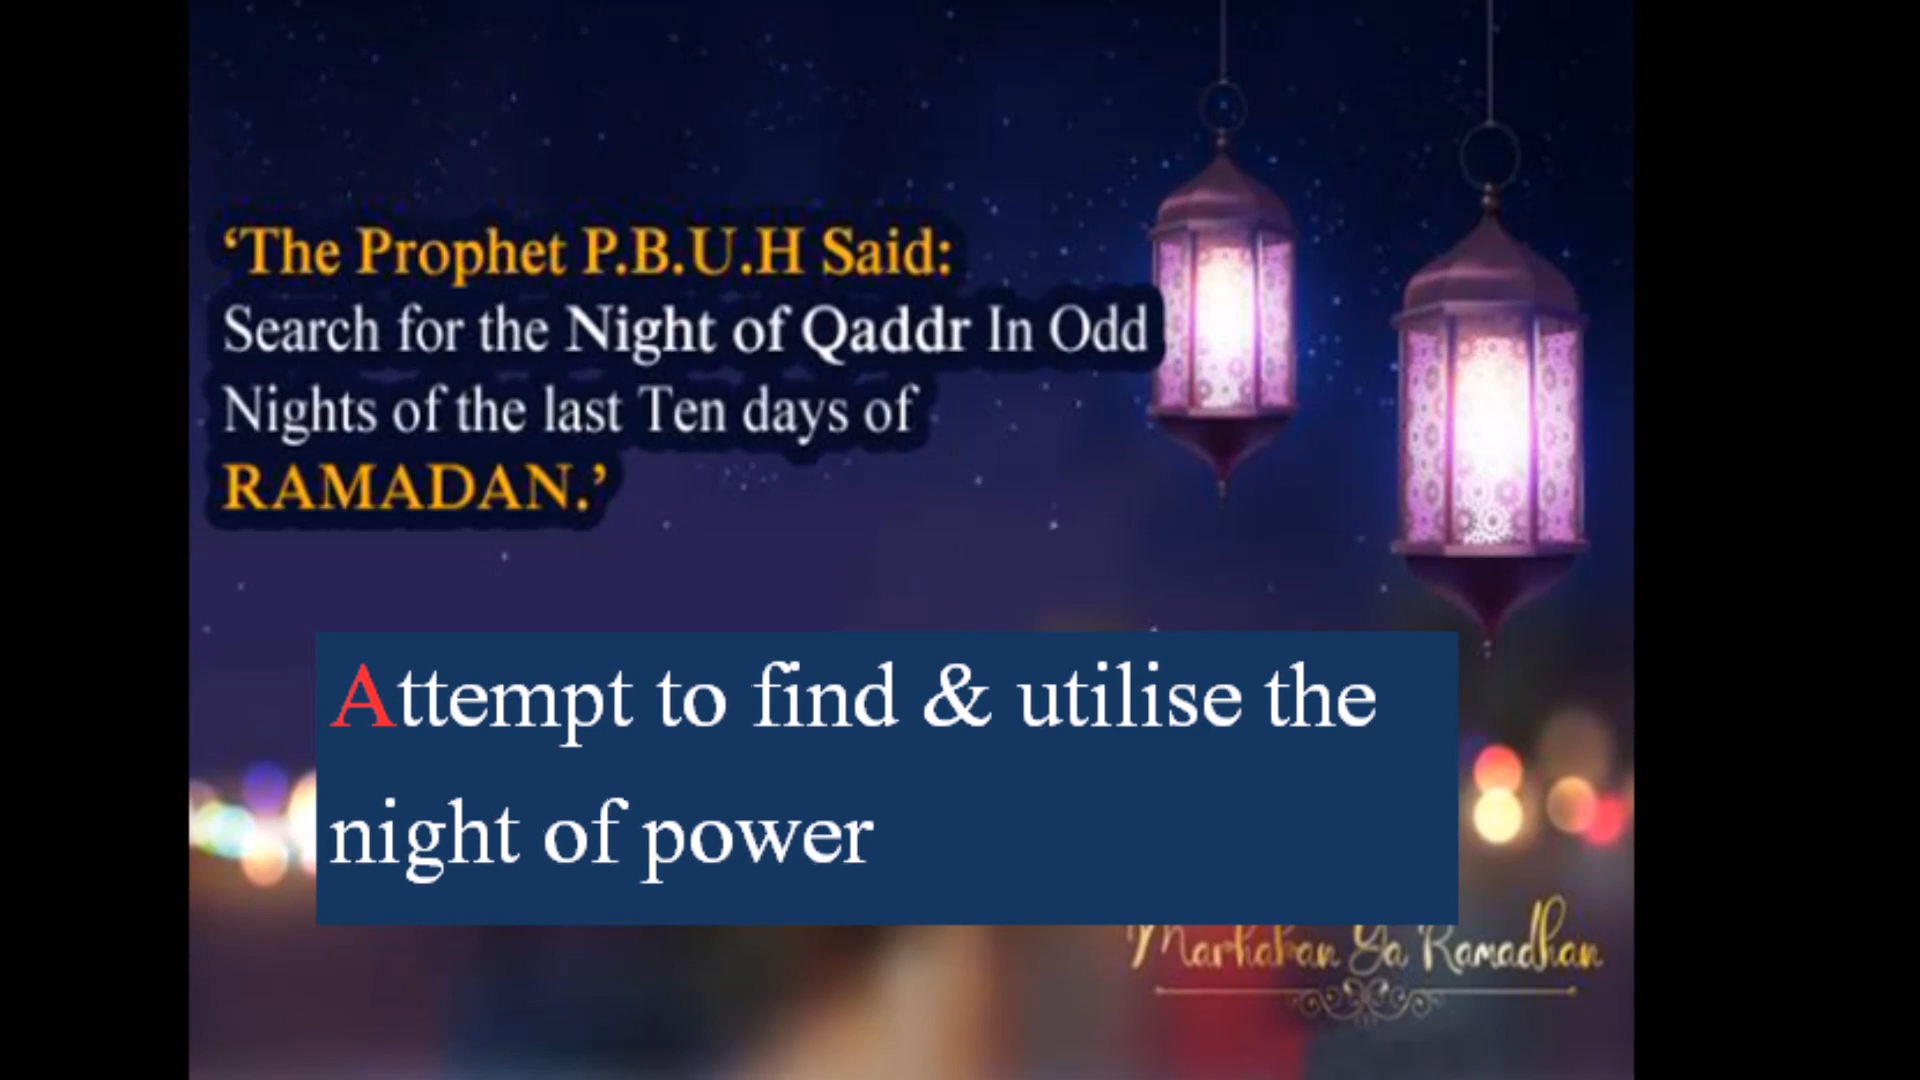 ‘The Prophet P.B.U.H Said:
Search for the Night of Qaddr In Odd
Nights of the last Ten days of
RAMADAN.’
Attempt to find & utilise the
night of power
Marhaban Ya Ramadhan